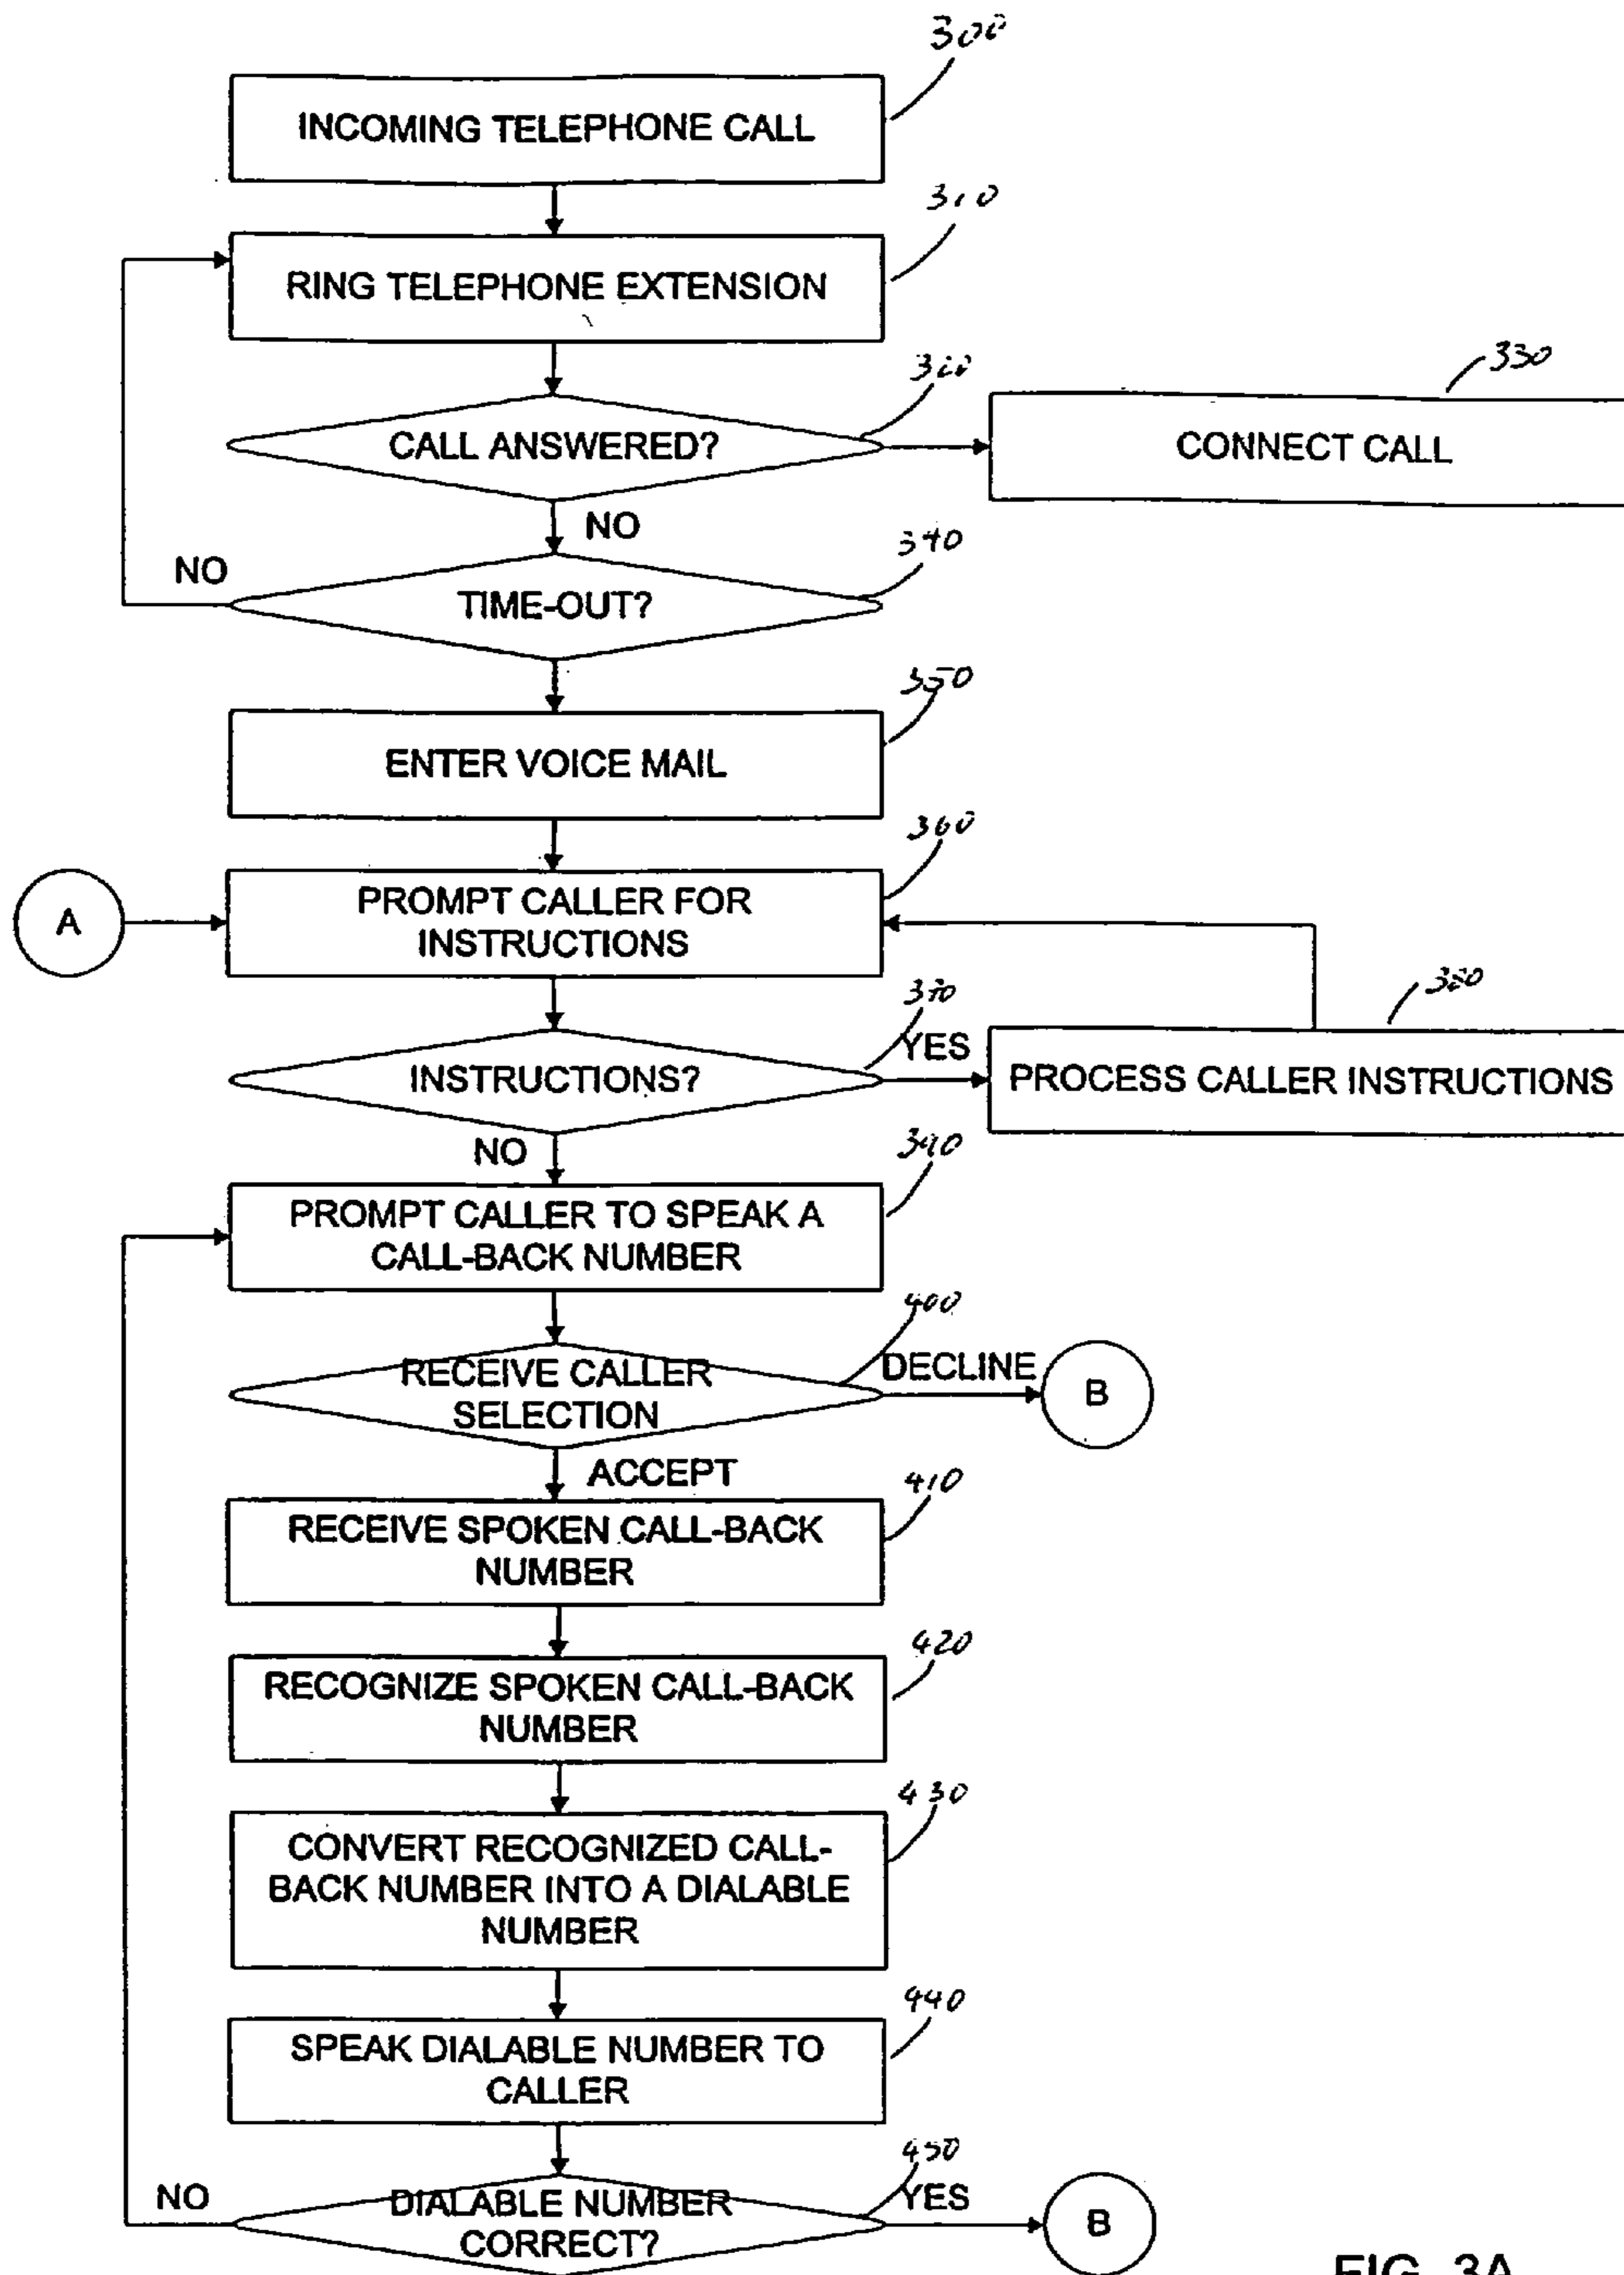 300
INCOMING TELEPHONE CALL
310
RING TELEPHONE EXTENSION
320
330
CALL ANSWERED?
CONNECT CALL
NO
340
NO
TIME-OUT?
350
ENTER VOICE MAIL
360
A
PROMPT CALLER FOR
INSTRUCTIONS
370
380
YES
INSTRUCTIONS?
PROCESS CALLER INSTRUCTIONS
NO
390
PROMPT CALLER TO SPEAK A
CALL-BACK NUMBER
400
DECLINE
RECEIVE CALLER
SELECTION
B
ACCEPT
410
RECEIVE SPOKEN CALL-BACK
NUMBER
420
RECOGNIZE SPOKEN CALL-BACK
NUMBER
430
CONVERT RECOGNIZED CALL-
BACK NUMBER INTO A DIALABLE
NUMBER
440
SPEAK DIALABLE NUMBER TO
CALLER
450
NO
YES
DIALABLE NUMBER
CORRECT?
B
FIG. 3A